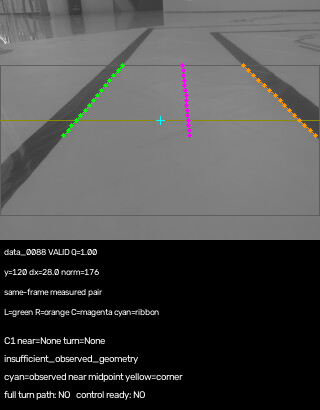 data_0088 VALID Q=1.00
y=120 dx=28.0 norm=176
same-frame measured pair
L=green R=orange C=magenta cyan=ribbon
C1 near=None turn=None
insufficient_observed_geometry
cyan=observed near midpoint yellow=corner
full turn path: NO control ready: NO